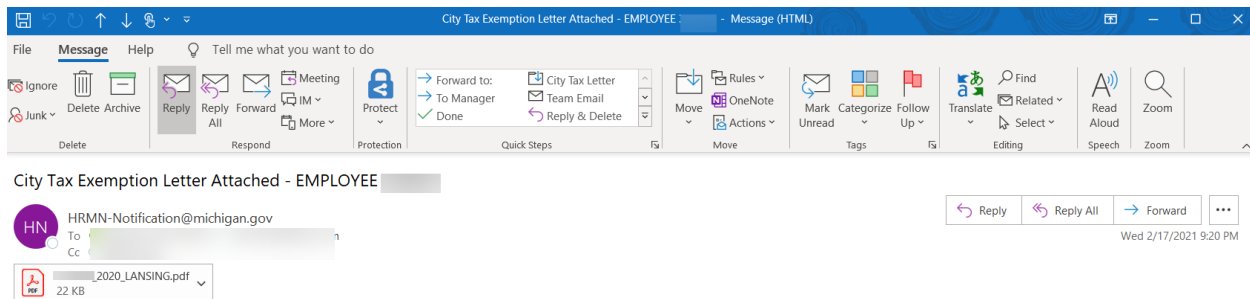 City Tax Exemption Letter Attached - EMPLOYEE - Message (HTML)
File Message Help Tell me what you want to do
Ignore
Junk
Delete Archive
Reply Reply All Forward
Meeting
IM
More
Protect
Forward to: City Tax Letter
To Manager Team Email
Done Reply & Delete
Move
Rules
OneNote
Actions
Mark Unread Categorize Follow Up
Translate
Find
Related
Select
Read Aloud
Zoom
Delete Respond Protection Quick Steps Move Tags Editing Speech Zoom
City Tax Exemption Letter Attached - EMPLOYEE
Reply Reply All Forward
HN
HRMN-Notification@michigan.gov
To
Wed 2/17/2021 9:20 PM
Cc
PDF
_2020_LANSING.pdf
22 KB